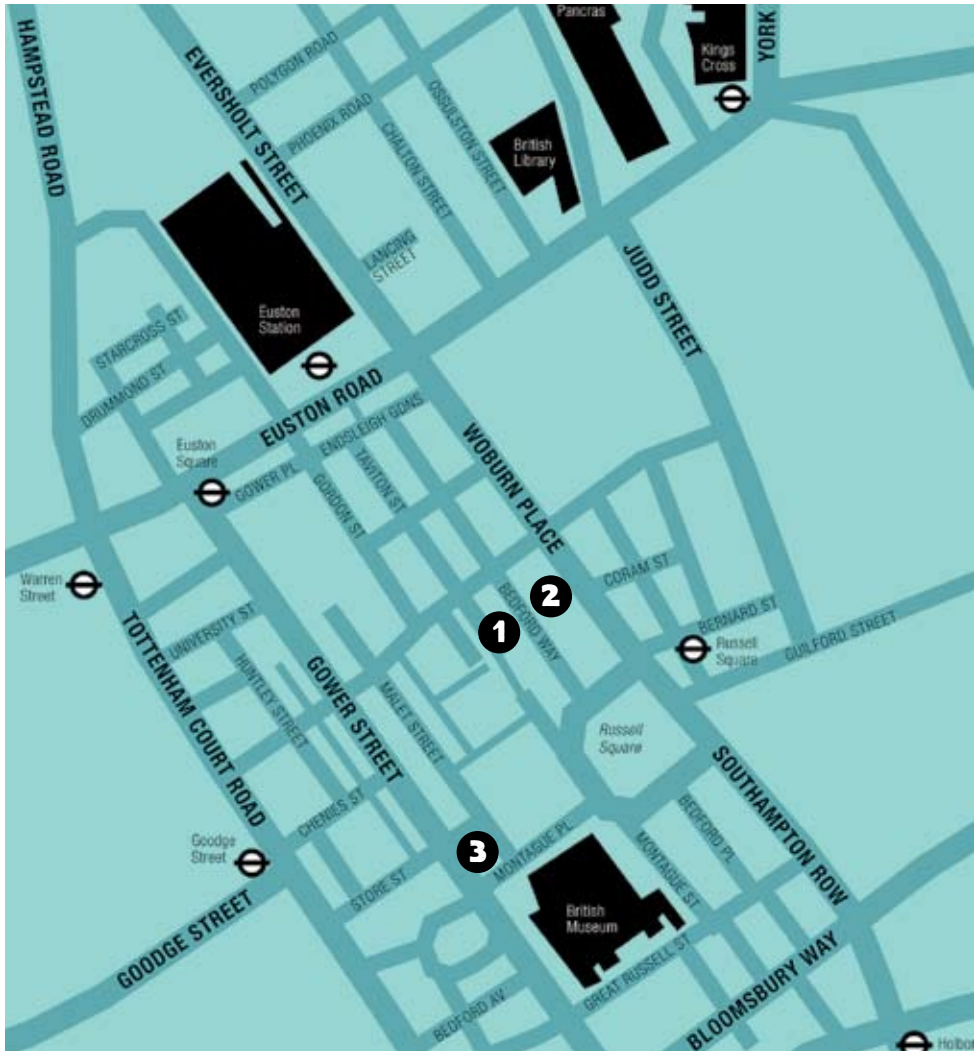 HAMPSTEAD ROAD
EVERSHOLT STREET
POLYGON ROAD
PHOENIX ROAD
CHALTON STREET
OSSULSTON STREET
Pancras
Kings
Cross
YORK
British
Library
LANCING
STREET
Euston
Station
JUDD STREET
STARCROSS ST
DRUMMOND ST
EUSTON ROAD
Euston
Square
GOWER PL
ENDSLEIGH GDNS
TAVITON ST
GORDON ST
WOBURN PLACE
Warren
Street
TOTTENHAM COURT ROAD
UNIVERSITY ST
HUNTLEY STREET
GOWER STREET
MALET STREET
BEDFORD WAY
1
2
CORAM ST
BERNARD ST
Russell
Square
GUILFORD STREET
Russell
Square
SOUTHAMPTON ROW
CHENIES ST
Goodge
Street
GOODGE STREET
STORE ST
3
MONTAGUE PL
BEDFORD PL
MONTAGUE ST
British
Museum
GREAT RUSSELL ST
BEDFORD AV
BLOOMSBURY WAY
Holbor